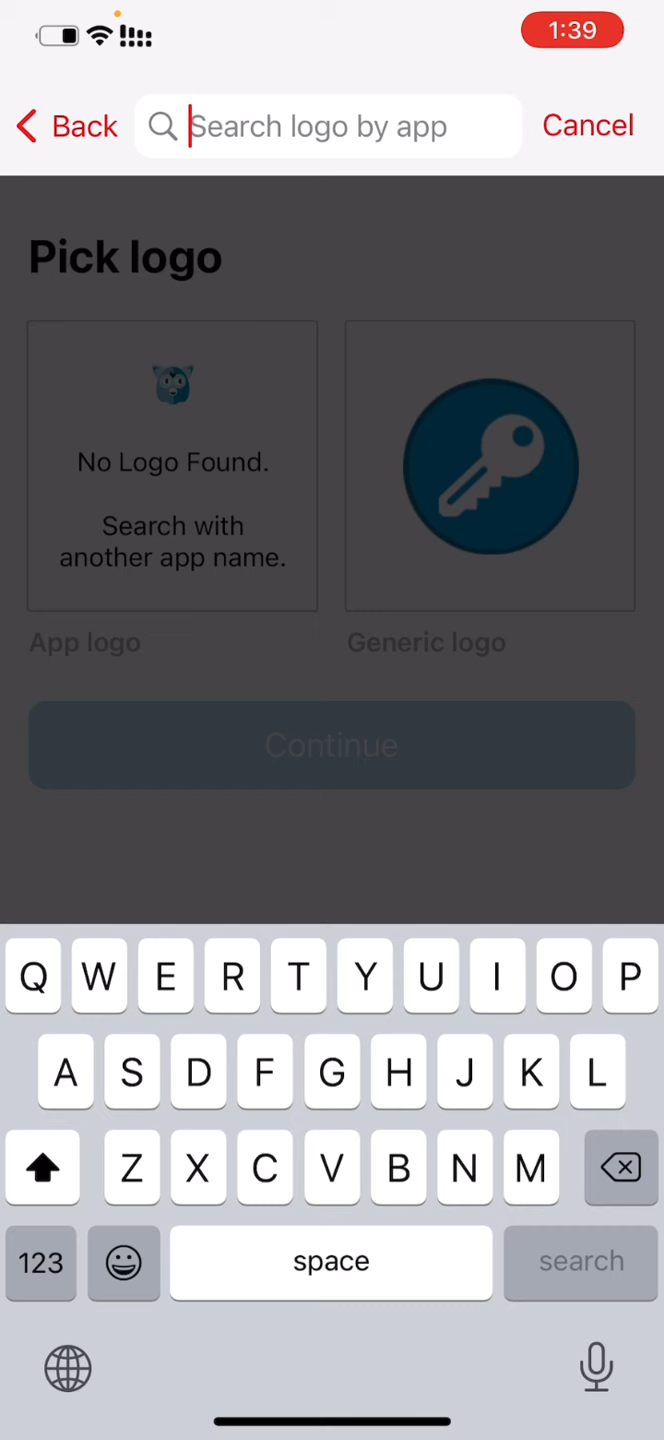 1:39
Back
Search logo by app
Cancel
Pick logo
No Logo Found.
Search with
another app name.
App logo
Generic logo
Continue
Q W E R T Y U I O P
A S D F G H J K L
Z X C V B N M
123
space
search